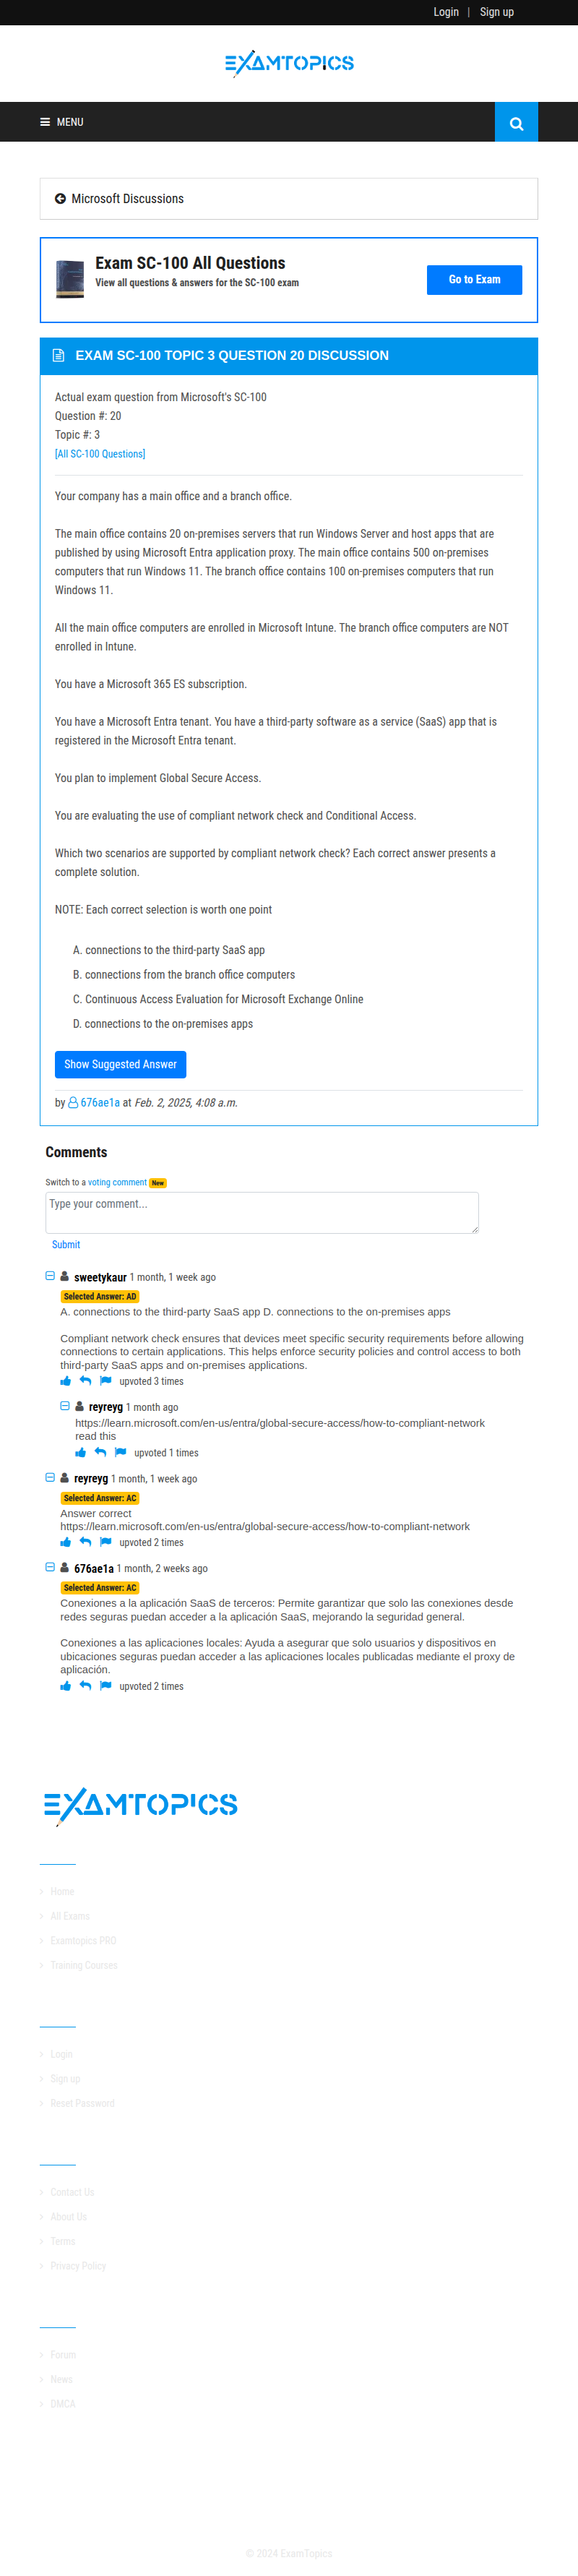 Login | Sign up
EXAMTOPICS
MENU
Microsoft Discussions
Exam SC-100 All Questions
View all questions & answers for the SC-100 exam
Go to Exam
EXAM SC-100 TOPIC 3 QUESTION 20 DISCUSSION
Actual exam question from Microsoft's SC-100
Question #: 20
Topic #: 3
[All SC-100 Questions]
Your company has a main office and a branch office.
The main office contains 20 on-premises servers that run Windows Server and host apps that are
published by using Microsoft Entra application proxy. The main office contains 500 on-premises
computers that run Windows 11. The branch office contains 100 on-premises computers that run
Windows 11.
All the main office computers are enrolled in Microsoft Intune. The branch office computers are NOT
enrolled in Intune.
You have a Microsoft 365 ES subscription.
You have a Microsoft Entra tenant. You have a third-party software as a service (SaaS) app that is
registered in the Microsoft Entra tenant.
You plan to implement Global Secure Access.
You are evaluating the use of compliant network check and Conditional Access.
Which two scenarios are supported by compliant network check? Each correct answer presents a
complete solution.
NOTE: Each correct selection is worth one point
A. connections to the third-party SaaS app
B. connections from the branch office computers
C. Continuous Access Evaluation for Microsoft Exchange Online
D. connections to the on-premises apps
Show Suggested Answer
by 676ae1a at Feb. 2, 2025, 4:08 a.m.
Comments
Switch to a voting comment New
Type your comment...
Submit
sweetykaur 1 month, 1 week ago
Selected Answer: AD
A. connections to the third-party SaaS app D. connections to the on-premises apps
Compliant network check ensures that devices meet specific security requirements before allowing
connections to certain applications. This helps enforce security policies and control access to both
third-party SaaS apps and on-premises applications.
upvoted 3 times
reyreyg 1 month ago
https://learn.microsoft.com/en-us/entra/global-secure-access/how-to-compliant-network
read this
upvoted 1 times
reyreyg 1 month, 1 week ago
Selected Answer: AC
Answer correct
https://learn.microsoft.com/en-us/entra/global-secure-access/how-to-compliant-network
upvoted 2 times
676ae1a 1 month, 2 weeks ago
Selected Answer: AC
Conexiones a la aplicación SaaS de terceros: Permite garantizar que solo las conexiones desde
redes seguras puedan acceder a la aplicación SaaS, mejorando la seguridad general.
Conexiones a las aplicaciones locales: Ayuda a asegurar que solo usuarios y dispositivos en
ubicaciones seguras puedan acceder a las aplicaciones locales publicadas mediante el proxy de
aplicación.
upvoted 2 times
EXAMTOPICS
Home
All Exams
Examtopics PRO
Training Courses
Login
Sign up
Reset Password
Contact Us
About Us
Terms
Privacy Policy
Forum
News
DMCA
© 2024 ExamTopics